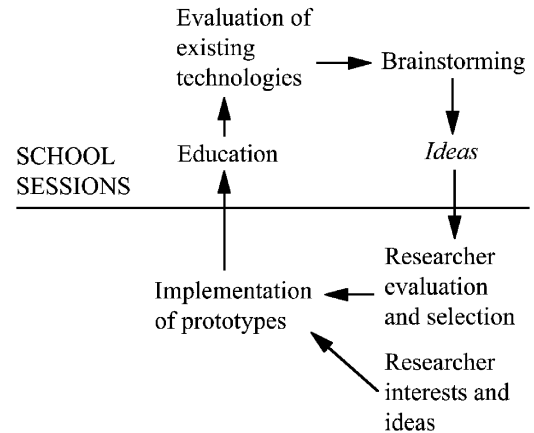 Evaluation of
existing
technologies
Brainstorming
SCHOOL
SESSIONS
Education
Ideas
Implementation
of prototypes
Researcher
evaluation
and selection
Researcher
interests and
ideas